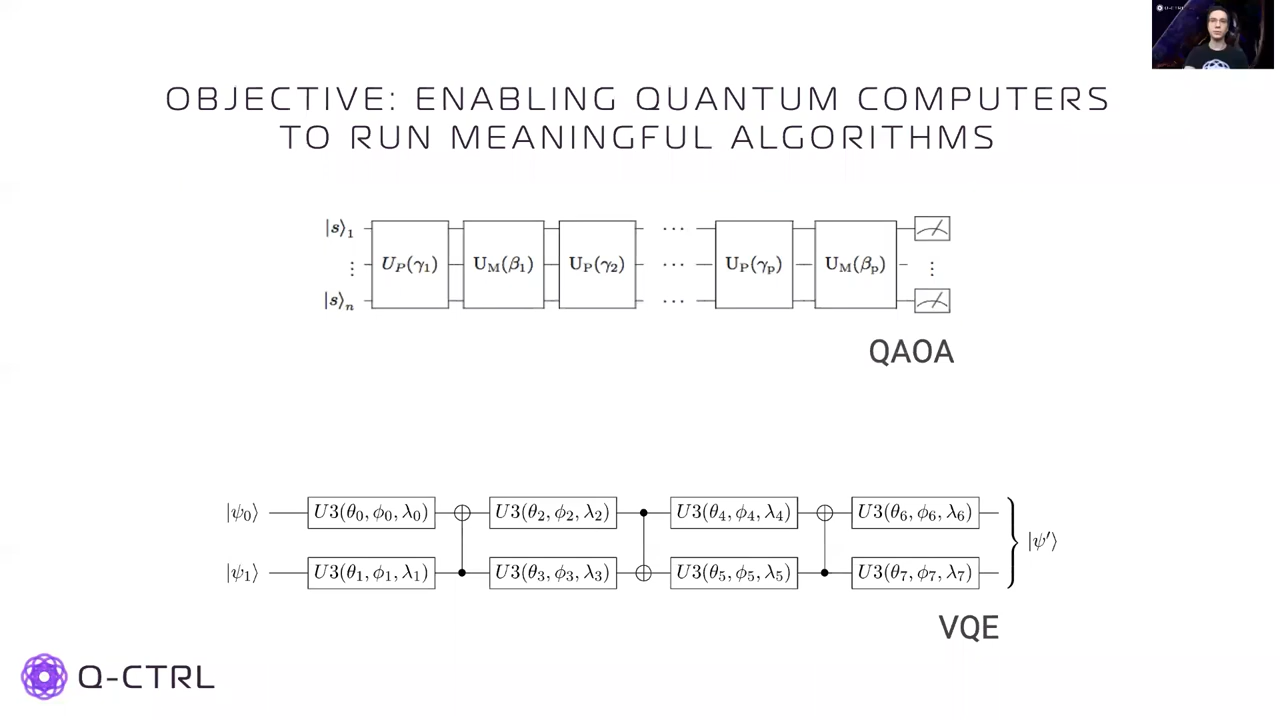 Q-CTRL
OBJECTIVE: ENABLING QUANTUM COMPUTERS
TO RUN MEANINGFUL ALGORITHMS
|s⟩₁ U_P(γ₁) U_M(β₁) U_P(γ₂) ··· U_P(γ_p) U_M(β_p)
⋮ ··· ⋮
|s⟩ₙ ···
QAOA
|ψ₀⟩ U3(θ₀, ϕ₀, λ₀) U3(θ₂, ϕ₂, λ₂) U3(θ₄, ϕ₄, λ₄) U3(θ₆, ϕ₆, λ₆)
|ψ′⟩
|ψ₁⟩ U3(θ₁, ϕ₁, λ₁) U3(θ₃, ϕ₃, λ₃) U3(θ₅, ϕ₅, λ₅) U3(θ₇, ϕ₇, λ₇)
VQE
Q-CTRL